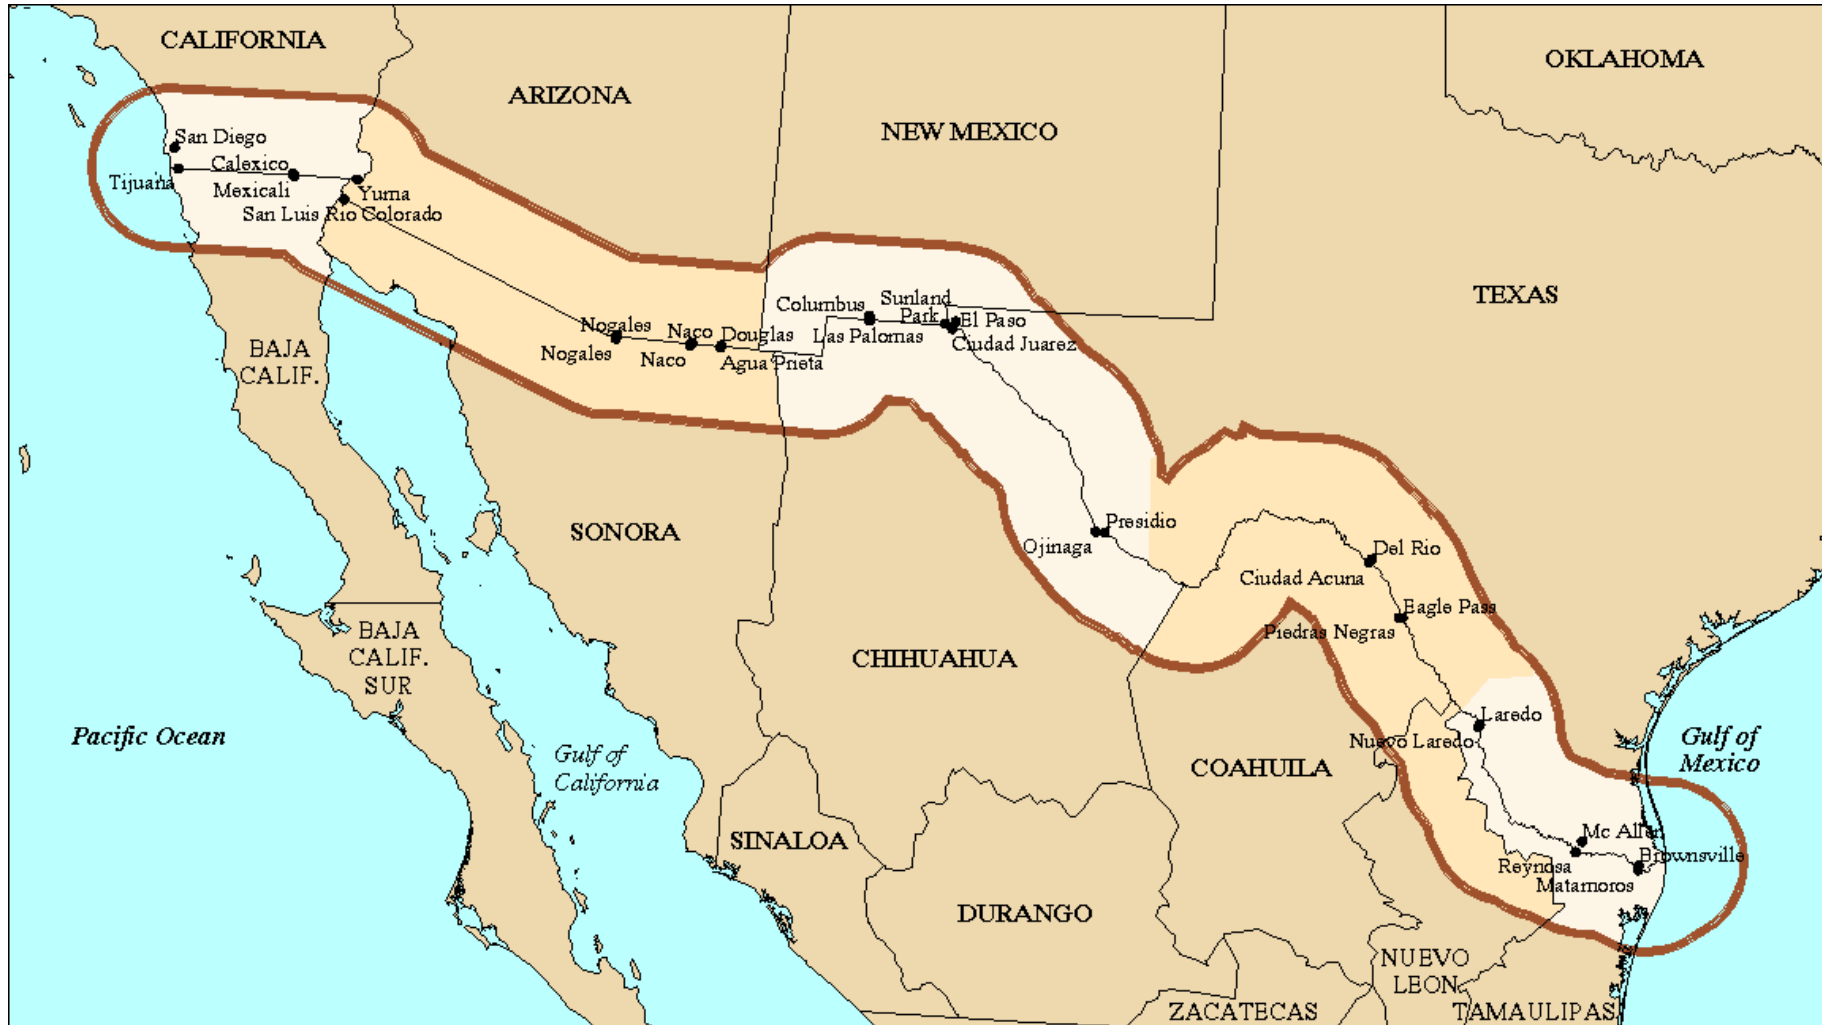 CALIFORNIA
ARIZONA
NEW MEXICO
OKLAHOMA
TEXAS
San Diego
Tijuana
Calexico
Mexicali
Yuma
San Luis Rio Colorado
Nogales
Nogales
Naco
Naco
Douglas
Agua Prieta
Columbus
Las Palomas
Sunland
Park
El Paso
Ciudad Juarez
BAJA
CALIF.
SONORA
Presidio
Ojinaga
Del Rio
Ciudad Acuna
Eagle Pass
Piedras Negras
BAJA
CALIF.
SUR
CHIHUAHUA
Pacific Ocean
Gulf of
California
COAHUILA
Laredo
Nuevo Laredo
Gulf of
Mexico
SINALOA
DURANGO
Mc Allen
Reynosa
Brownsville
Matamoros
NUEVO
LEON
ZACATECAS
TAMAULIPAS